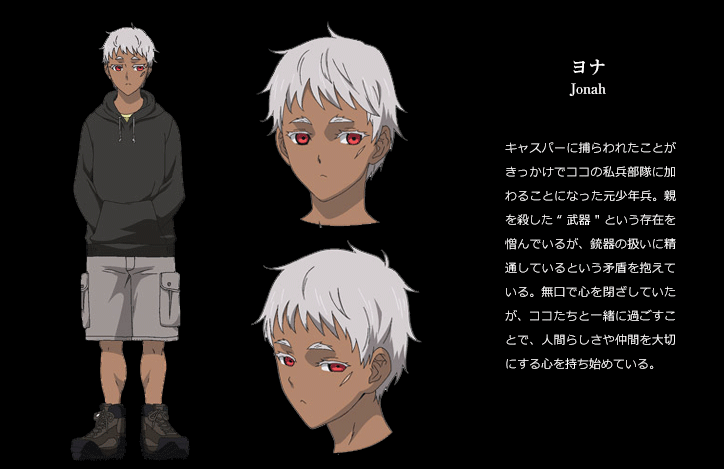 ヨナ
Jonah
キャスパーに捕らわれたことが
きっかけでココの私兵部隊に加
わることになった元少年兵。親
を殺した“武器"という存在を
憎んでいるが、銃器の扱いに精
通しているという矛盾を抱えて
いる。無口で心を閉ざしていた
が、ココたちと一緒に過ごすこ
とで、人間らしさや仲間を大切
にする心を持ち始めている。